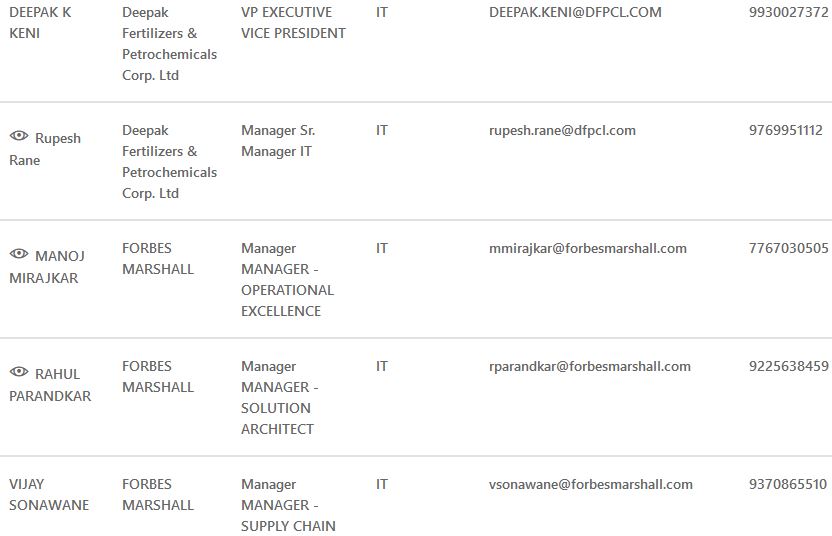 DEEPAK K KENI Deepak Fertilizers & Petrochemicals Corp. Ltd VP EXECUTIVE VICE PRESIDENT IT DEEPAK.KENI@DFPCL.COM 9930027372
Rupesh Rane Deepak Fertilizers & Petrochemicals Corp. Ltd Manager Sr. Manager IT IT rupesh.rane@dfpcl.com 9769951112
MANOJ MIRAJKAR FORBES MARSHALL Manager MANAGER - OPERATIONAL EXCELLENCE IT mmirajkar@forbesmarshall.com 7767030505
RAHUL PARANDKAR FORBES MARSHALL Manager MANAGER - SOLUTION ARCHITECT IT rparandkar@forbesmarshall.com 9225638459
VIJAY SONAWANE FORBES MARSHALL Manager MANAGER - SUPPLY CHAIN IT vsonawane@forbesmarshall.com 9370865510